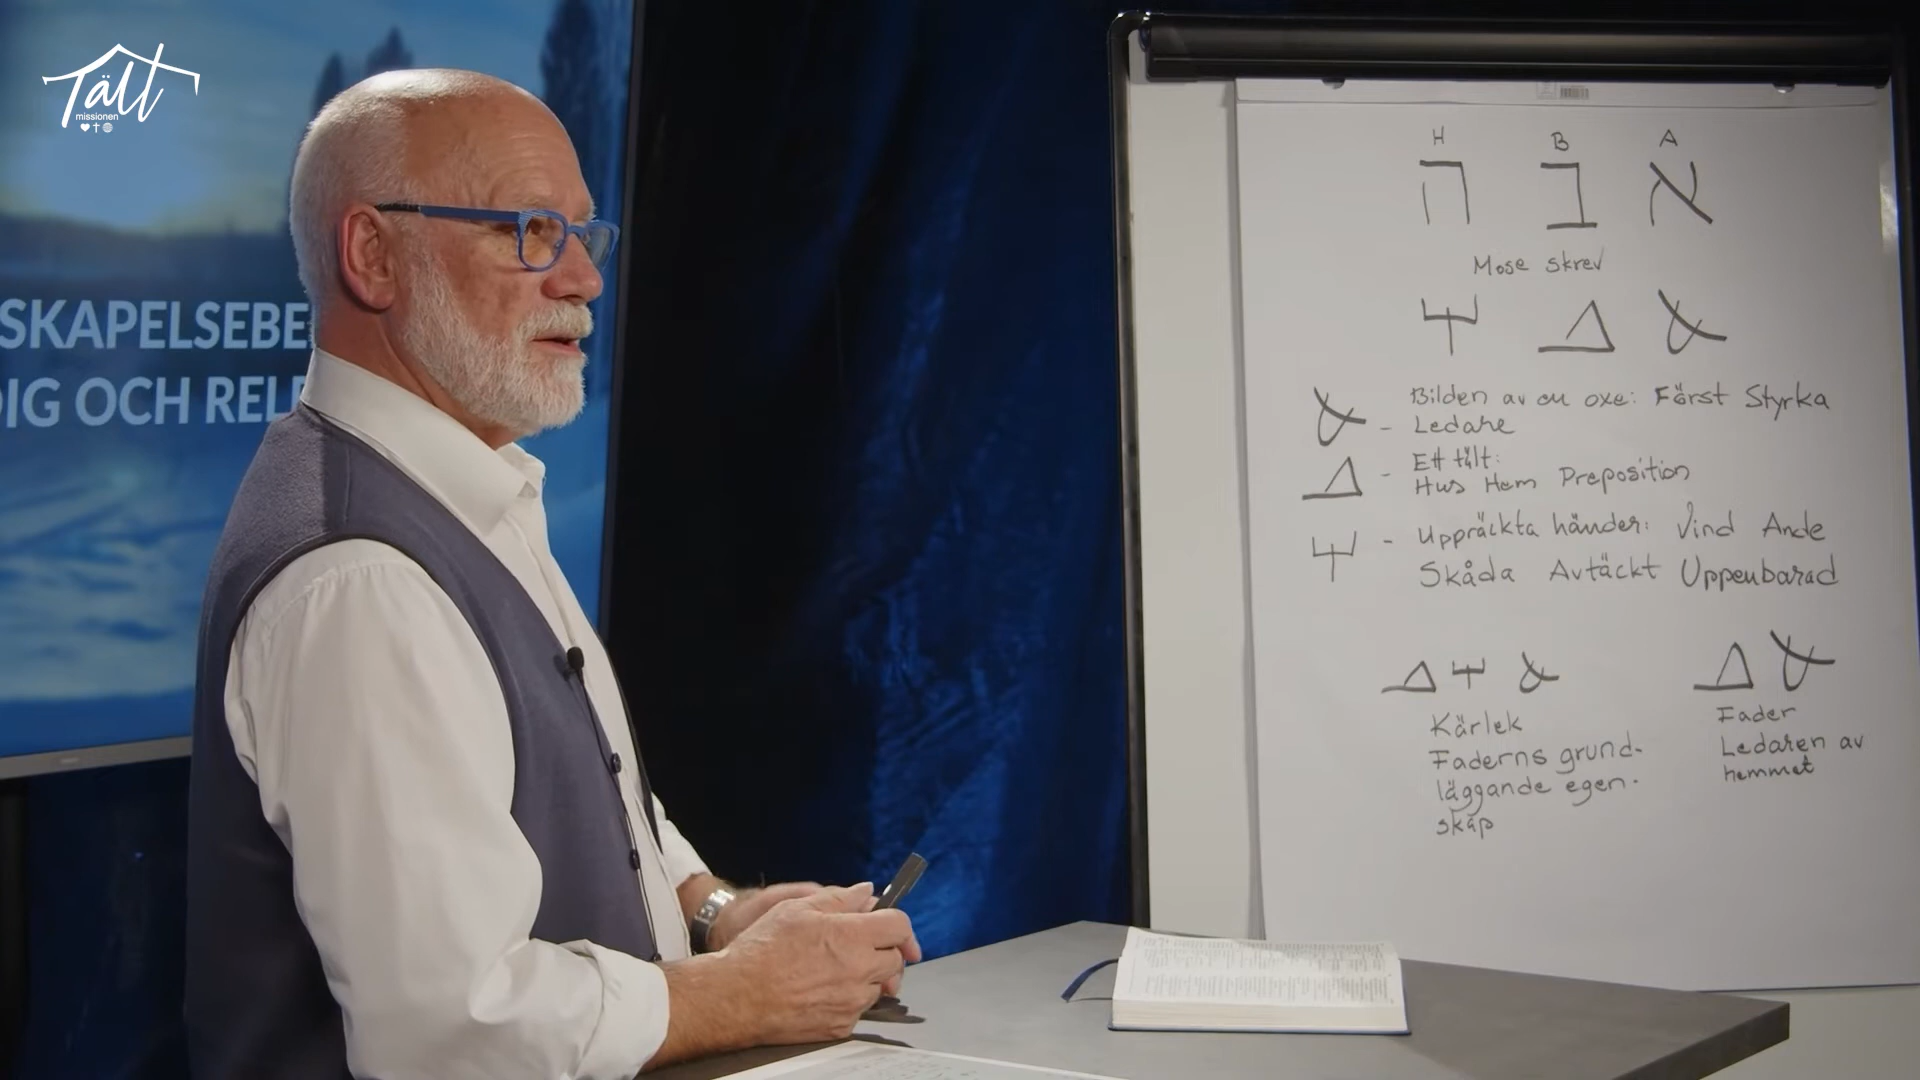 Tält
missionen
SKAPELSEBE
DIG OCH REL
H B A
ה ב א
Mose skrev
Bilden av en oxe: Först Styrka
- Ledare
- Ett tält:
Hus Hem Preposition
- Uppräckta händer: Vind Ande
Skåda Avtäckt Uppenbarad
Kärlek
Faderns grund-
läggande egen-
skap
Fader
Ledaren av
hemmet